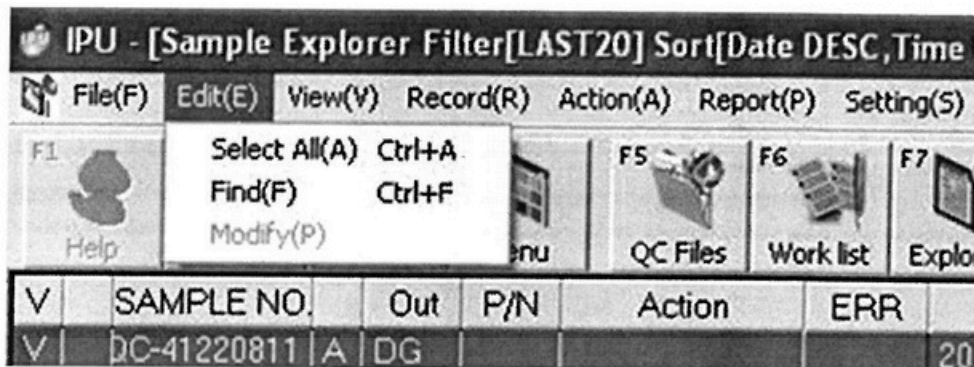 IPU - [Sample Explorer Filter[LAST20] Sort[Date DESC,Time
File(F) Edit(E) View(V) Record(R) Action(A) Report(P) Setting(S)
Select All(A) Ctrl+A
Find(F) Ctrl+F
Modify(P)
F1 F5 F6 F7
Help QC Files Work list
V SAMPLE NO. Out P/N Action ERR
V QC-41220811 A DG 20